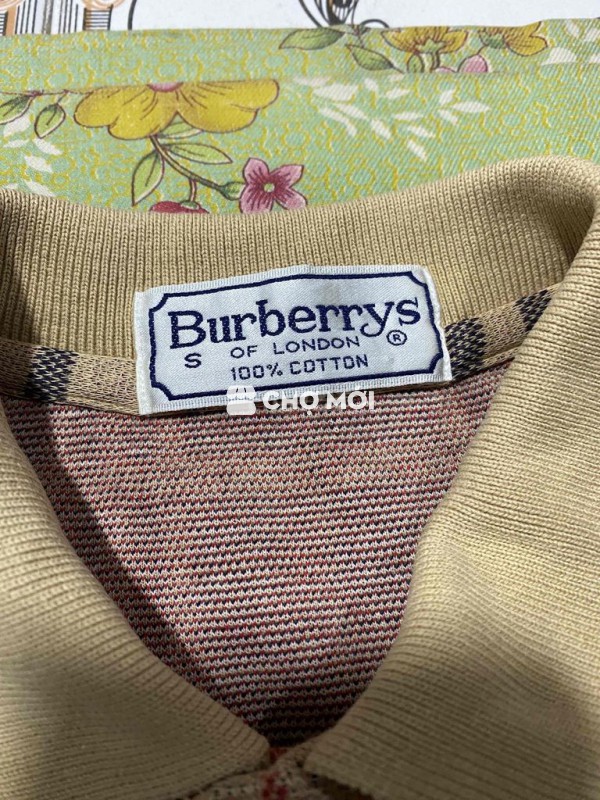 Burberrys
S OF LONDON ®
100% COTTON
CHỢ MỚI